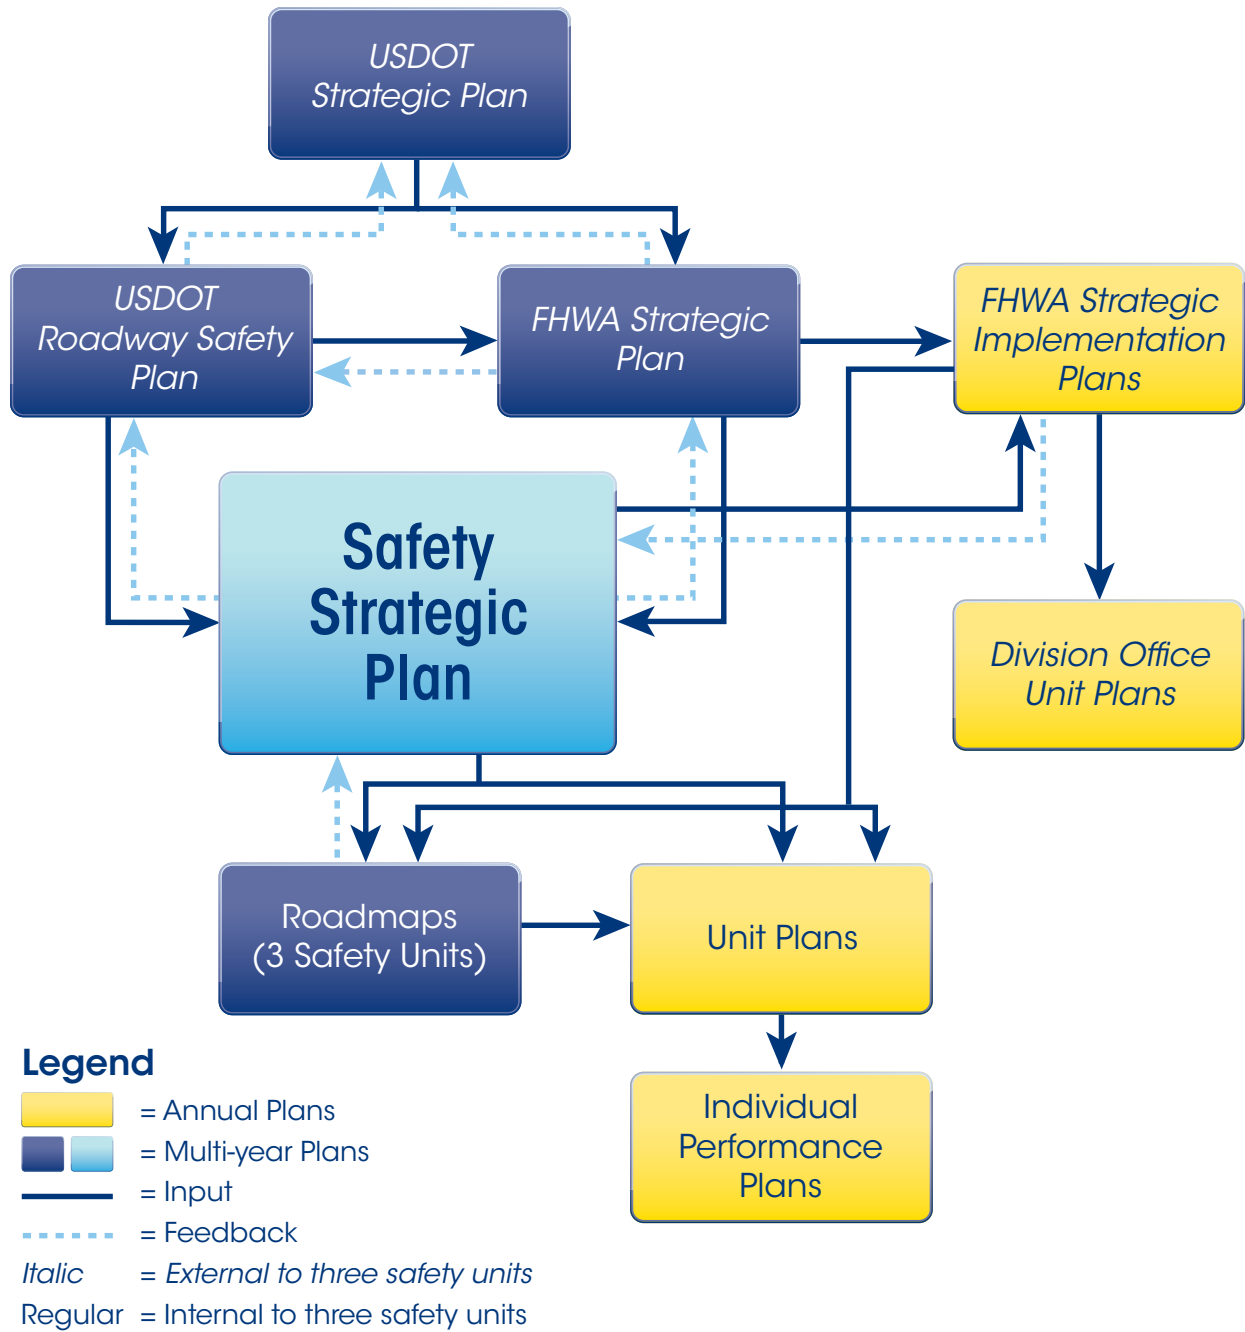 USDOT
Strategic Plan
USDOT
Roadway Safety
Plan
FHWA Strategic
Plan
FHWA Strategic
Implementation
Plans
Safety
Strategic
Plan
Division Office
Unit Plans
Roadmaps
(3 Safety Units)
Unit Plans
Individual
Performance
Plans
Legend
= Annual Plans
= Multi-year Plans
= Input
= Feedback
Italic = External to three safety units
Regular = Internal to three safety units